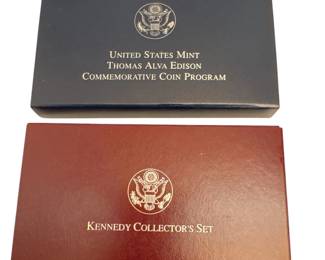 UNITED STATES MINT
THOMAS ALVA EDISON
COMMEMORATIVE COIN PROGRAM
KENNEDY COLLECTOR'S SET